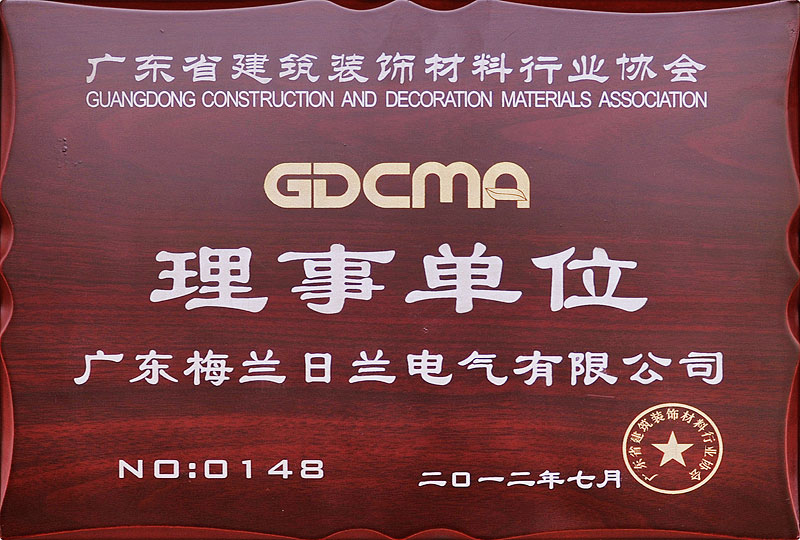 广东省建筑装饰材料行业协会
GUANGDONG CONSTRUCTION AND DECORATION MATERIALS ASSOCIATION
GDCMA
理事单位
广东梅兰日兰电气有限公司
NO:0148
二〇一二年七月
广东省建筑装饰材料行业协会